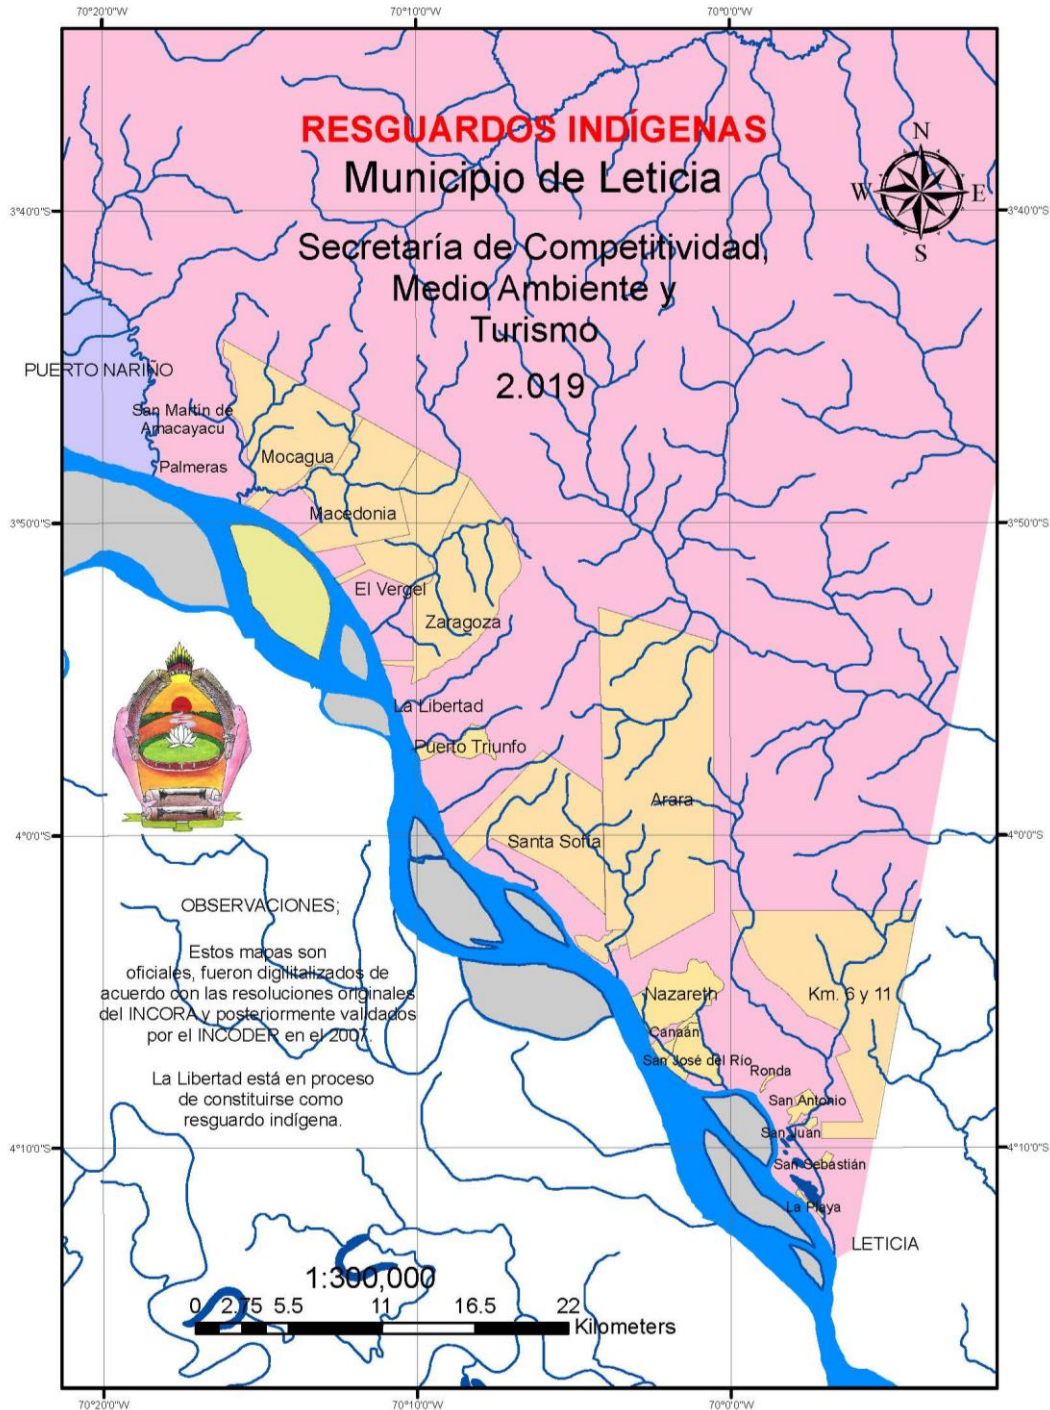 70°20'0"W
70°10'0"W
70°0'0"W
RESGUARDOS INDÍGENAS
Municipio de Leticia
N
W
E
S
3°40'0"S
3°40'0"S
Secretaría de Competitividad,
Medio Ambiente y
Turismo
2.019
PUERTO NARIÑO
San Martin de
Amacayacu
Palmeras
Mocagua
Macedonia
3°50'0"S
3°50'0"S
El Vergel
Zaragoza
La Libertad
Puerto Triunfo
Arara
Santa Sofía
4°0'0"S
4°0'0"S
OBSERVACIONES;
Estos mapas son
oficiales, fueron digilitalizados de
acuerdo con las resoluciones originales
del INCORA y posteriormente validados
por el INCODER en el 2007.
La Libertad está en proceso
de constituirse como
resguardo indígena.
Nazareth
Km. 6 y 11
Canaán
San José del Río
Ronda
San Antonio
San Juan
4°10'0"S
4°10'0"S
San Sebastián
La Playa
LETICIA
1:300,000
0 2.75 5.5 11 16.5 22
Kilometers
70°20'0"W
70°10'0"W
70°0'0"W